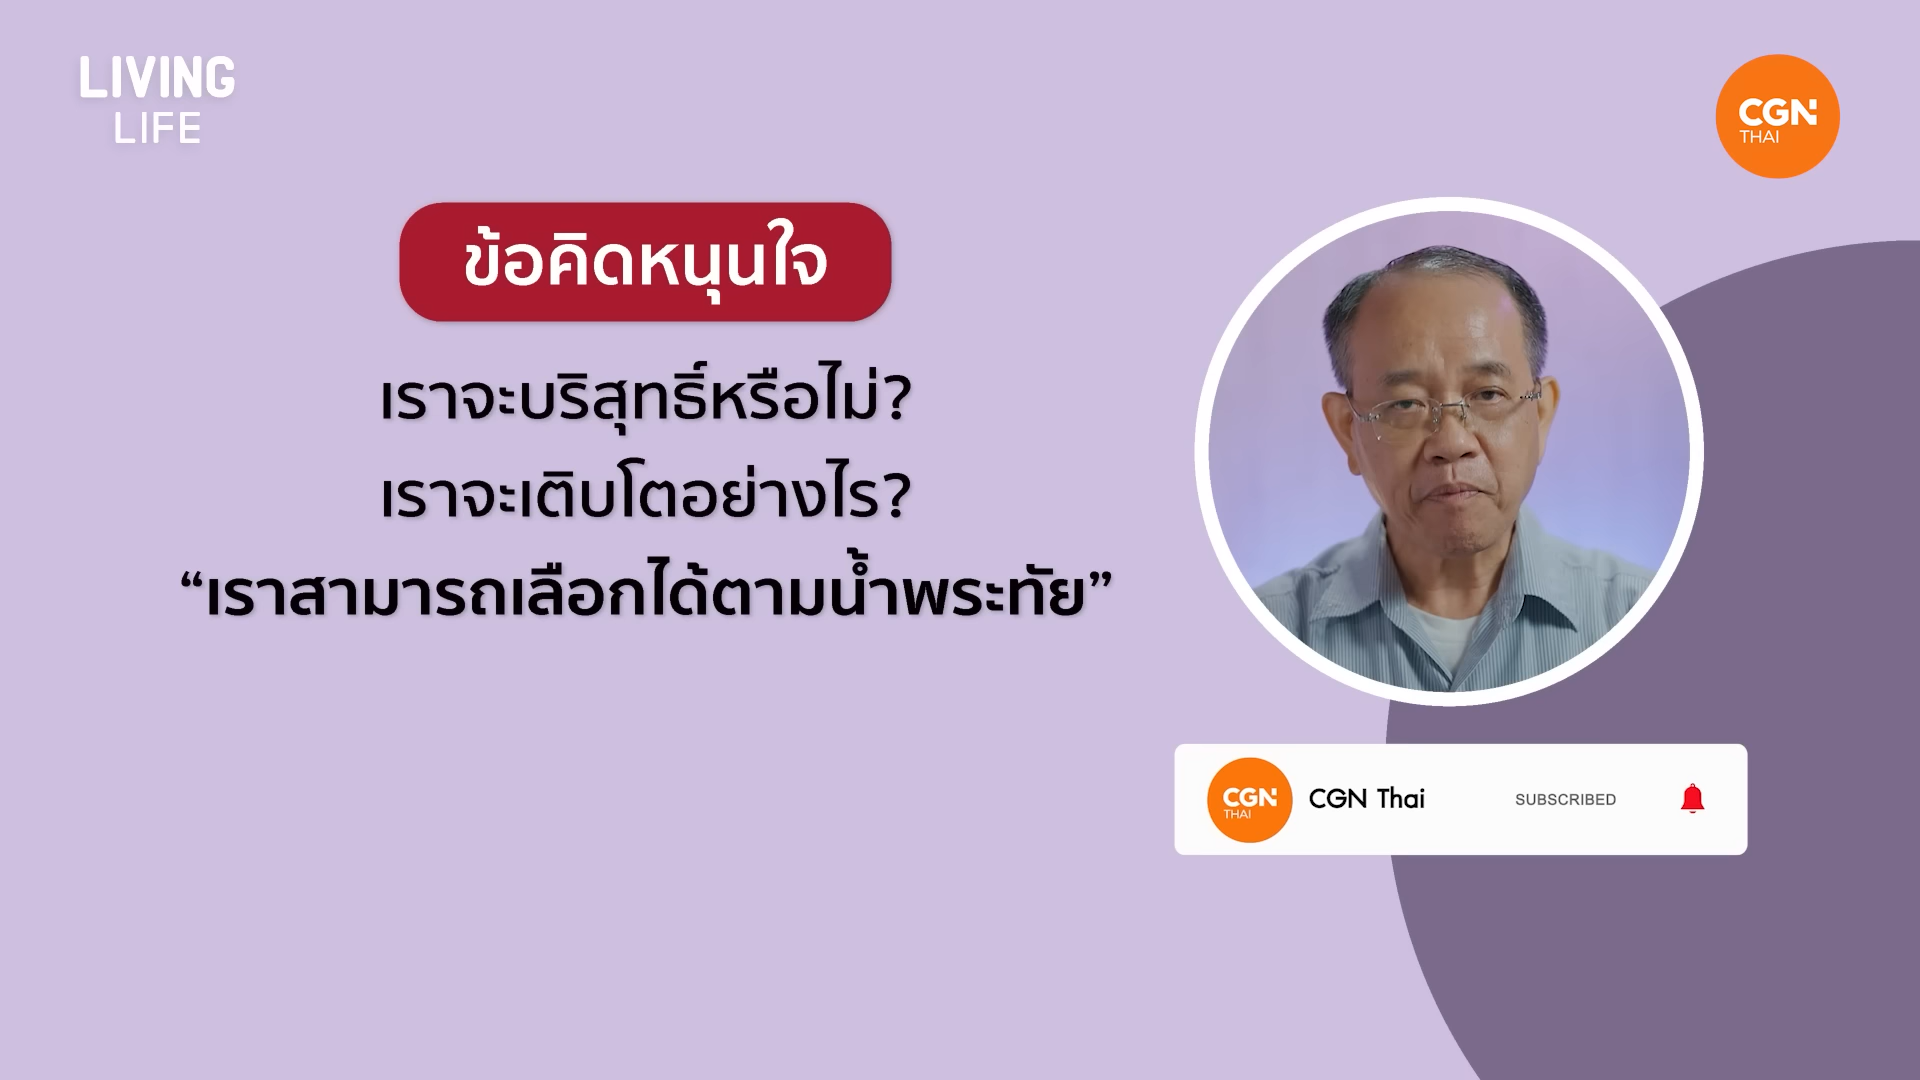 LIVING
LIFE
CGN
THAI
ข้อคิดหนุนใจ
เราจะบริสุทธิ์หรือไม่?
เราจะเติบโตอย่างไร?
“เราสามารถเลือกได้ตามน้ำพระทัย”
CGN
THAI
CGN Thai
SUBSCRIBED